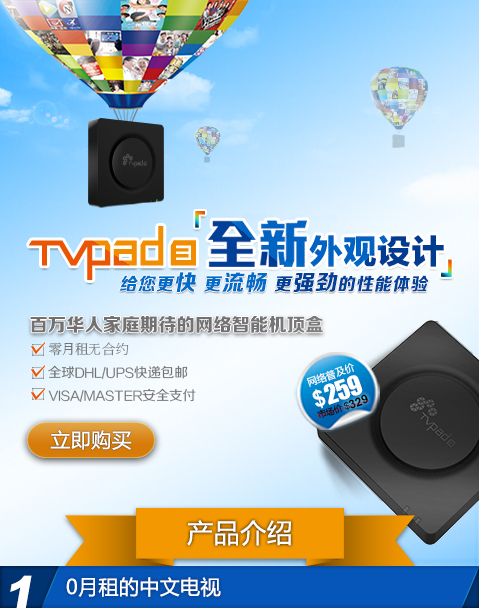 TVpad
TVpad 3 「全新外观设计」
给您更快 更流畅 更强劲的性能体验
百万华人家庭期待的网络智能机顶盒
零月租无合约
全球DHL/UPS快递包邮
VISA/MASTER安全支付
网络普及价
$259
市场价 $329
立即购买
TVpad
产品介绍
1 0月租的中文电视